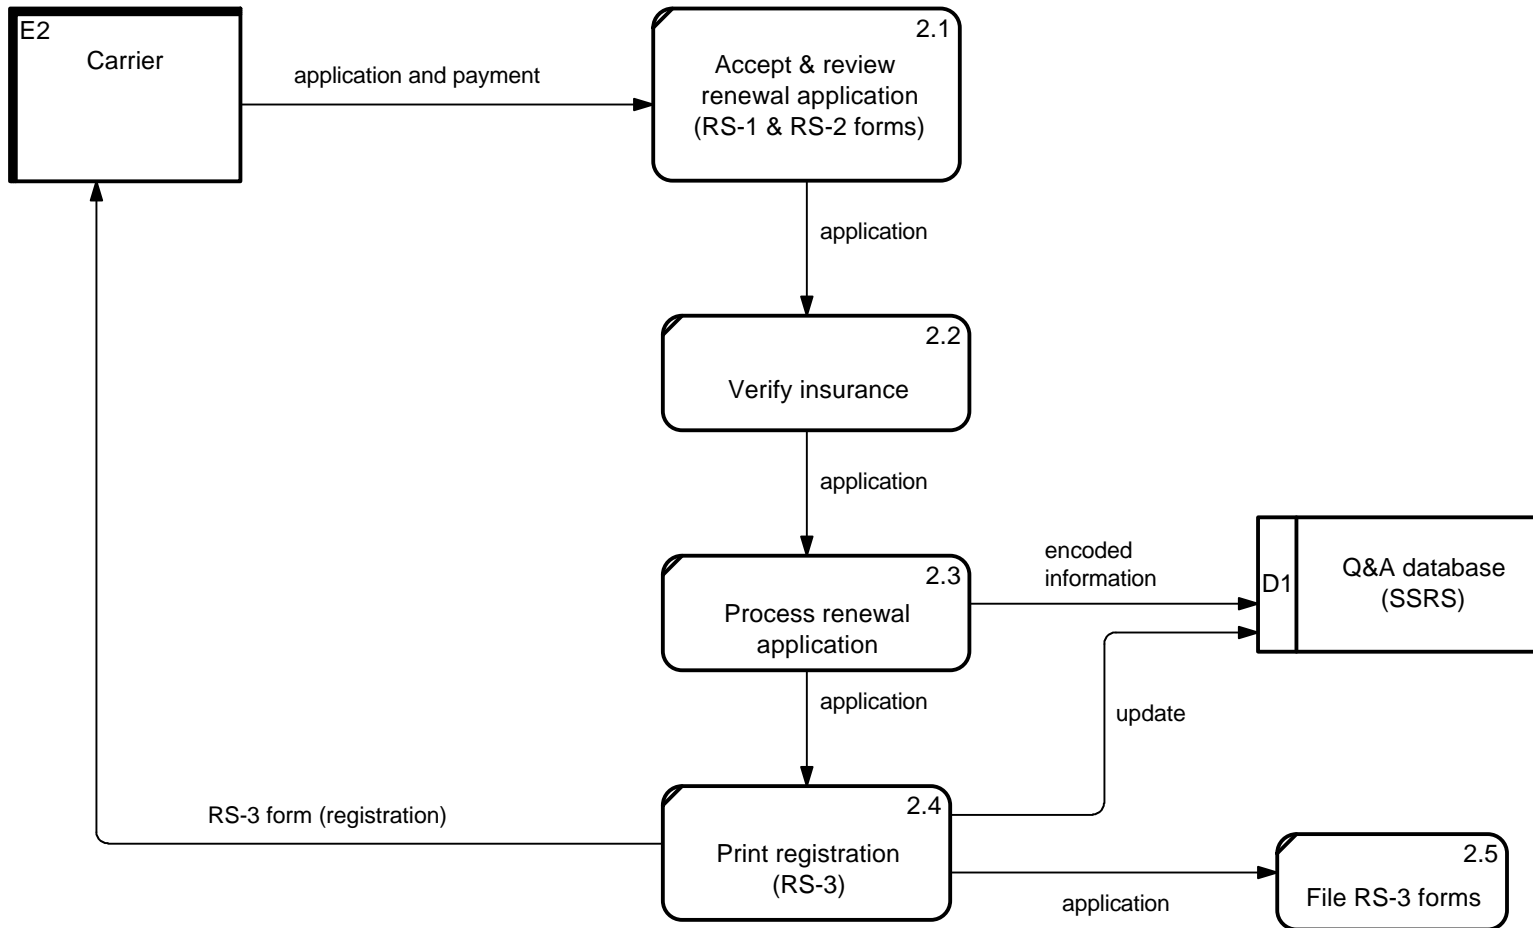 E2
Carrier
application and payment
2.1
Accept & review
renewal application
(RS-1 & RS-2 forms)
application
2.2
Verify insurance
application
2.3
Process renewal
application
encoded
information
D1
Q&A database
(SSRS)
application
update
RS-3 form (registration)
2.4
Print registration
(RS-3)
application
2.5
File RS-3 forms